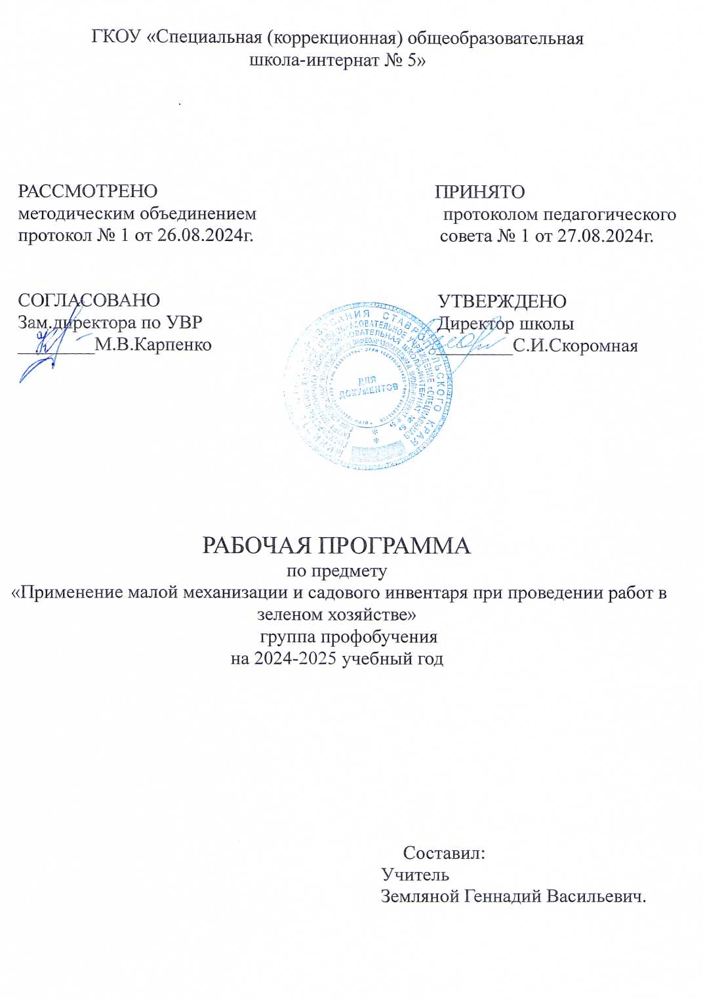 ГКОУ «Специальная (коррекционная) общеобразовательная
школа-интернат № 5»
РАССМОТРЕНО
методическим объединением
протокол № 1 от 26.08.2024г.
ПРИНЯТО
протоколом педагогического
совета № 1 от 27.08.2024г.
СОГЛАСОВАНО
Зам.директора по УВР
________М.В.Карпенко
УТВЕРЖДЕНО
Директор школы
________С.И.Скоромная
СТАВРОПОЛЬСКОГО КРАЯ
ДЛЯ
ДОКУМЕНТОВ
РАБОЧАЯ ПРОГРАММА
по предмету
«Применение малой механизации и садового инвентаря при проведении работ в
зеленом хозяйстве»
группа профобучения
на 2024-2025 учебный год
Составил:
Учитель
Земляной Геннадий Васильевич.